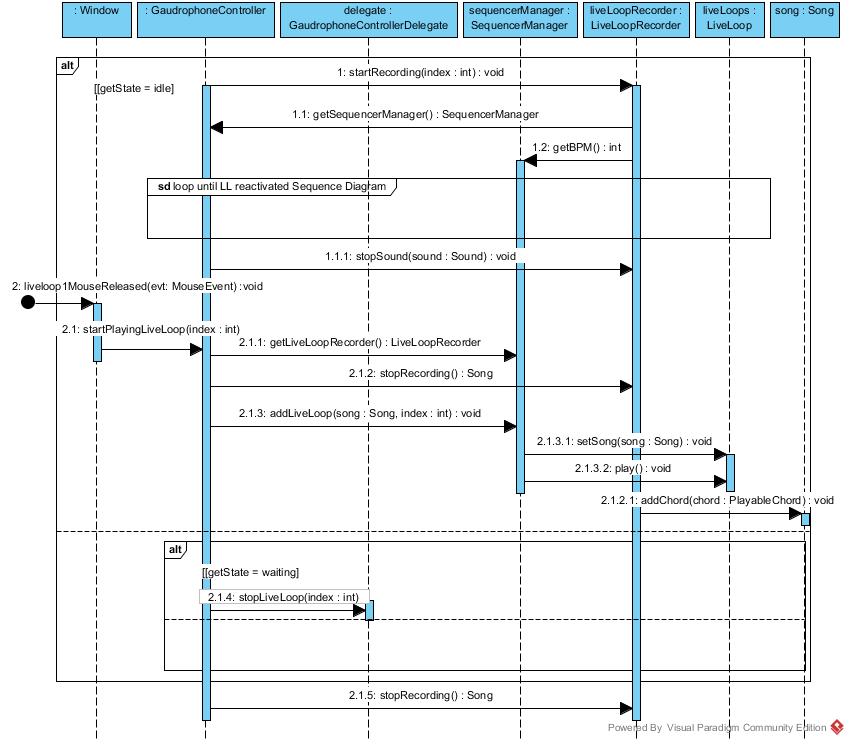 : Window
: GaudrophoneController
delegate :
GaudrophoneControllerDelegate
sequencerManager :
SequencerManager
liveLoopRecorder :
LiveLoopRecorder
liveLoops :
LiveLoop
song : Song
alt
[[getState = idle]
1: startRecording(index : int) : void
1.1: getSequencerManager() : SequencerManager
1.2: getBPM() : int
sd loop until LL reactivated Sequence Diagram
1.1.1: stopSound(sound : Sound) : void
2: liveloop1MouseReleased(evt: MouseEvent) :void
2.1: startPlayingLiveLoop(index : int)
2.1.1: getLiveLoopRecorder() : LiveLoopRecorder
2.1.2: stopRecording() : Song
2.1.3: addLiveLoop(song : Song, index : int) : void
2.1.3.1: setSong(song : Song) : void
2.1.3.2: play() : void
2.1.2.1: addChord(chord : PlayableChord) : void
alt
[[getState = waiting]
2.1.4: stopLiveLoop(index : int)
2.1.5: stopRecording() : Song
Powered By Visual Paradigm Community Edition